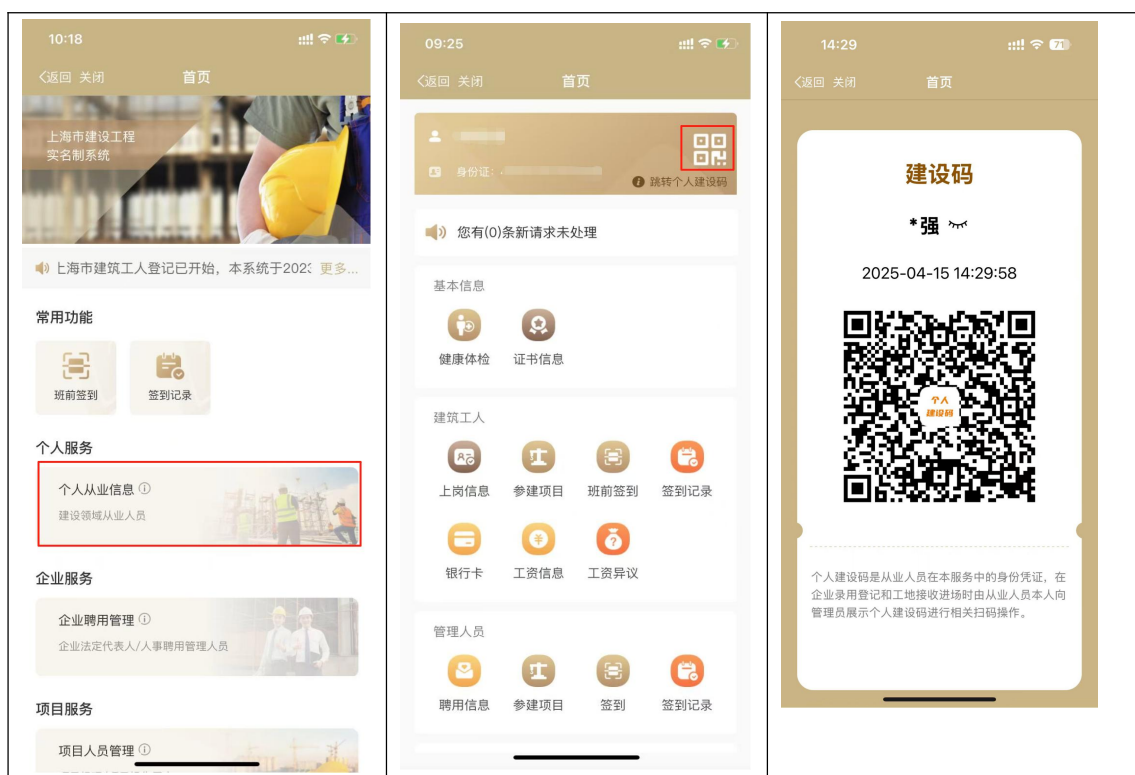 10:18
71
返回 关闭 首页
上海市建设工程
实名制系统
上海市建筑工人登记已开始，本系统于202 更多...
常用功能
班前签到 签到记录
个人服务
个人从业信息
建设领域从业人员
企业服务
企业聘用管理
企业法定代表人/人事聘用管理人员
项目服务
项目人员管理
09:25
返回 关闭 首页
身份证:
跳转个人建设码
您有(0)条新请求未处理
基本信息
健康体检 证书信息
建筑工人
上岗信息 参建项目 班前签到 签到记录
银行卡 工资信息 工资异议
管理人员
聘用信息 参建项目 签到 签到记录
14:29
返回 关闭 首页
建设码
*强
2025-04-15 14:29:58
个人
建设码
个人建设码是从业人员在本服务中的身份凭证，在
企业录用登记和工地接收进场时由从业人员本人向
管理员展示个人建设码进行相关扫码操作。